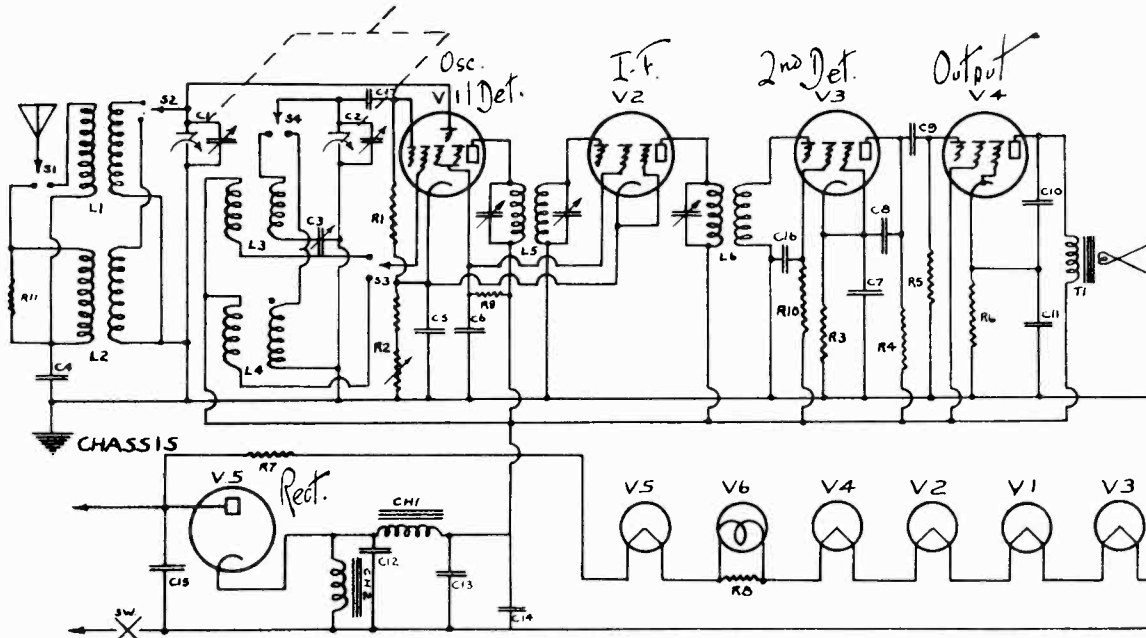 Osc.
I-F.
2nd Det.
Output
V 1 1 Det.
V2
V3
V4
S2
C1
S4
C17
C2
C9
S1
L1
L3
C3
R1
L5
L6
C16
C8
C10
S3
R9
R10
C7
R5
T1
R11
L2
L4
R2
C5
C6
R3
R4
R6
C11
C4
CHASSIS
R7
V5
Rect.
CH1
V5
V6
V4
V2
V1
V3
C15
CH2
C12
C13
R8
C14
SW.